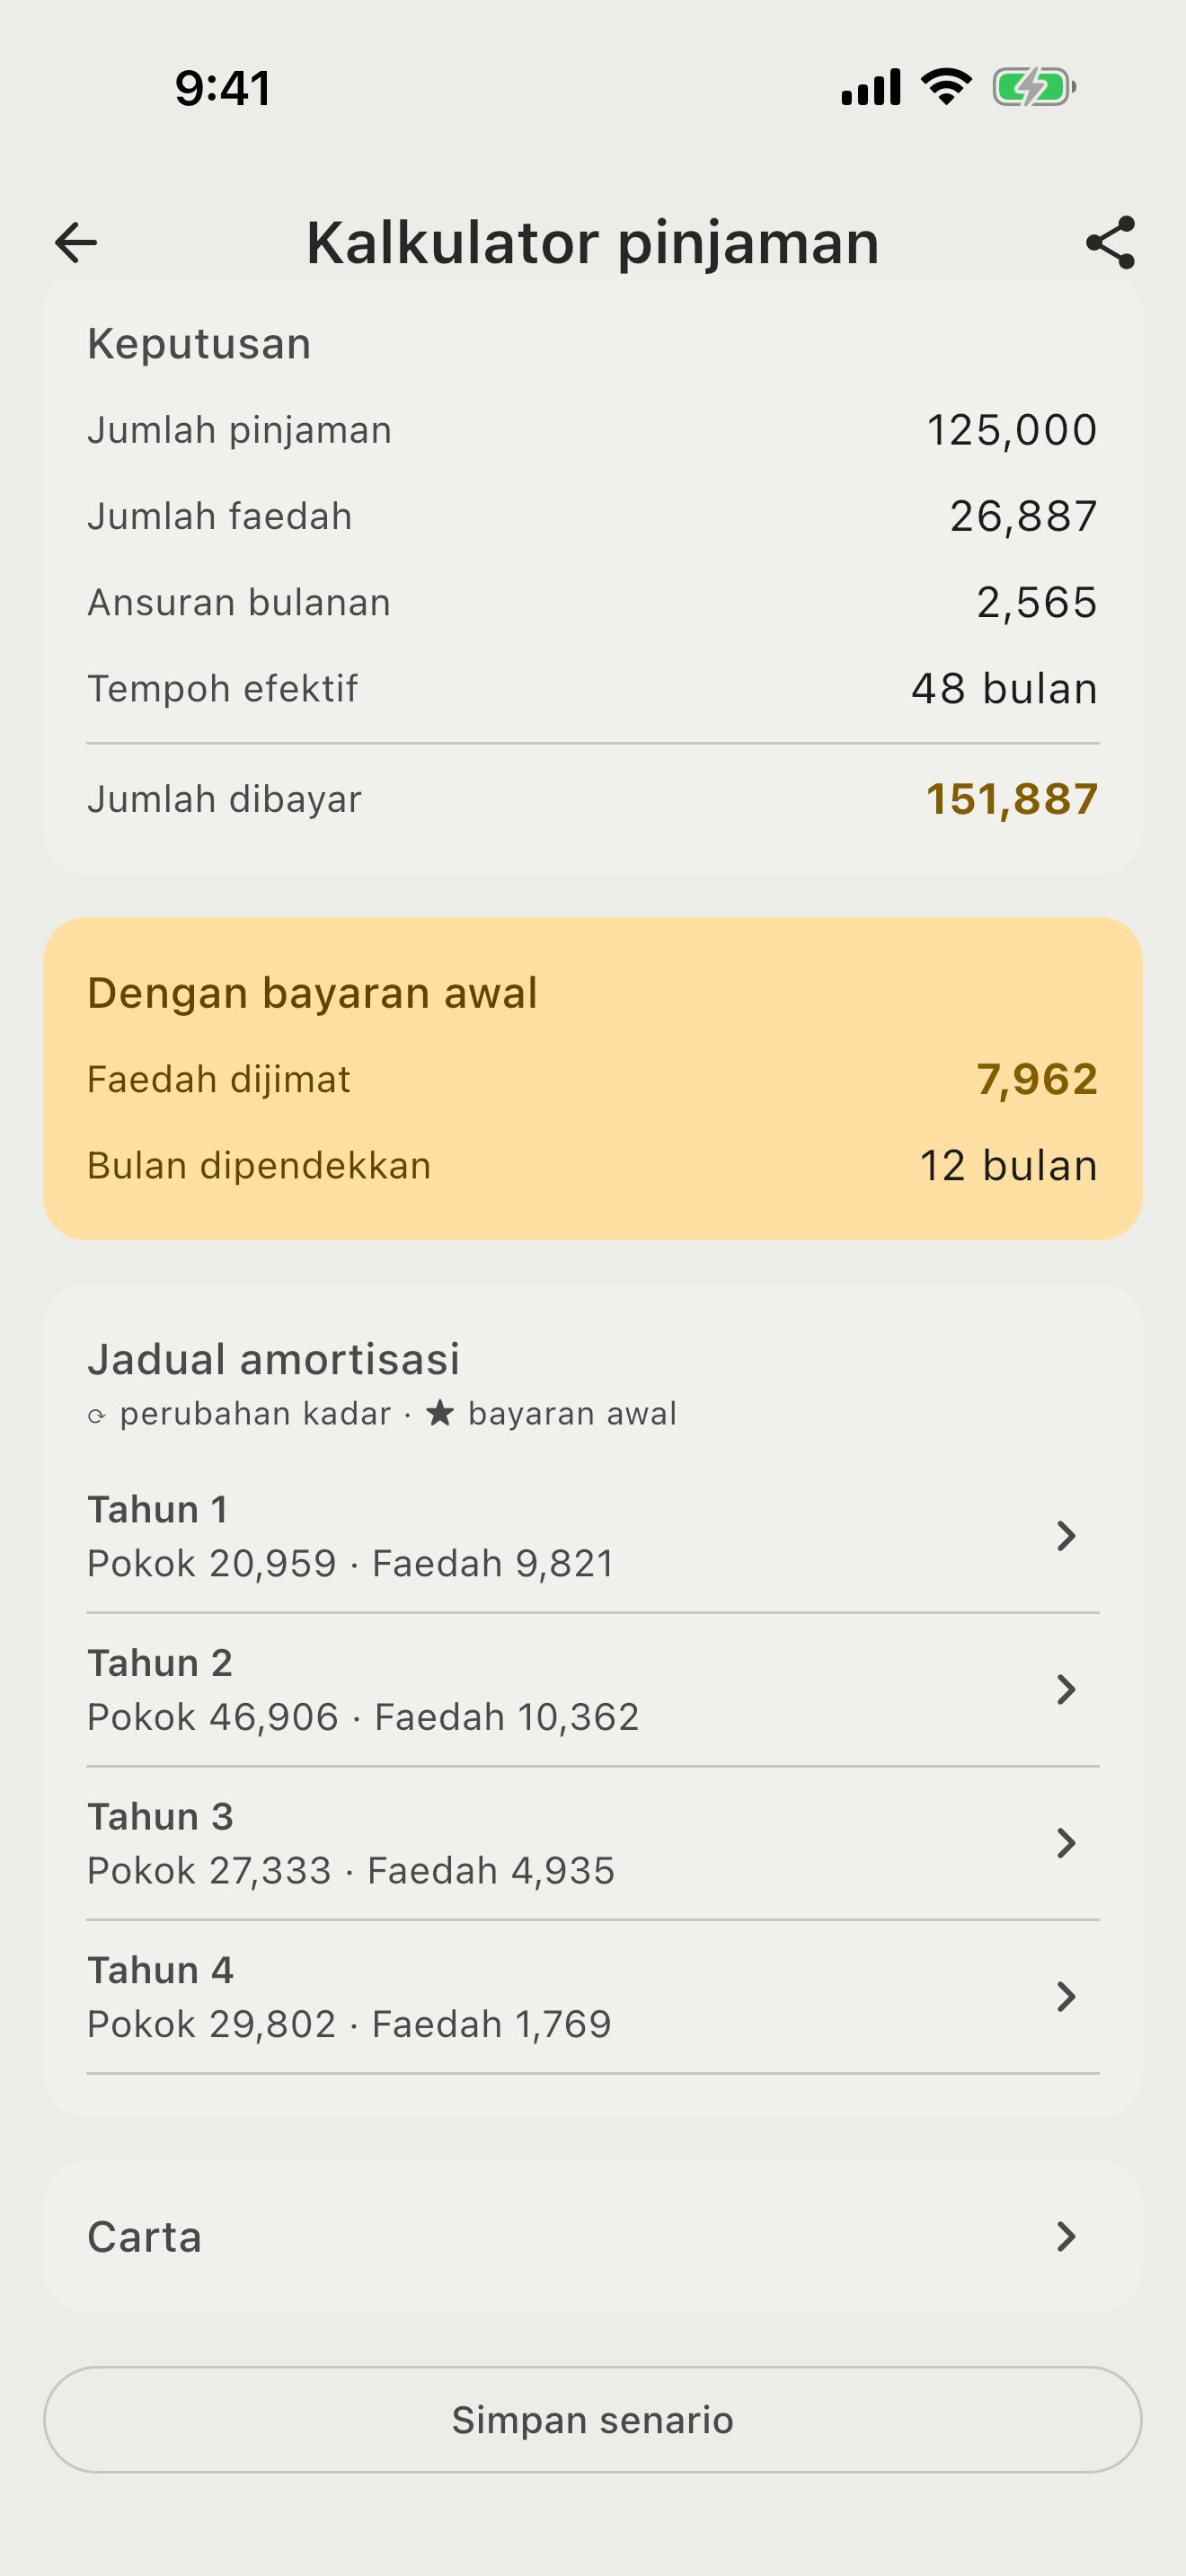 9:41
Kalkulator pinjaman
Keputusan
Jumlah pinjaman 125,000
Jumlah faedah 26,887
Ansuran bulanan 2,565
Tempoh efektif 48 bulan
Jumlah dibayar 151,887
Dengan bayaran awal
Faedah dijimat 7,962
Bulan dipendekkan 12 bulan
Jadual amortisasi
⟳ perubahan kadar · ★ bayaran awal
Tahun 1
Pokok 20,959 · Faedah 9,821
Tahun 2
Pokok 46,906 · Faedah 10,362
Tahun 3
Pokok 27,333 · Faedah 4,935
Tahun 4
Pokok 29,802 · Faedah 1,769
Carta
Simpan senario